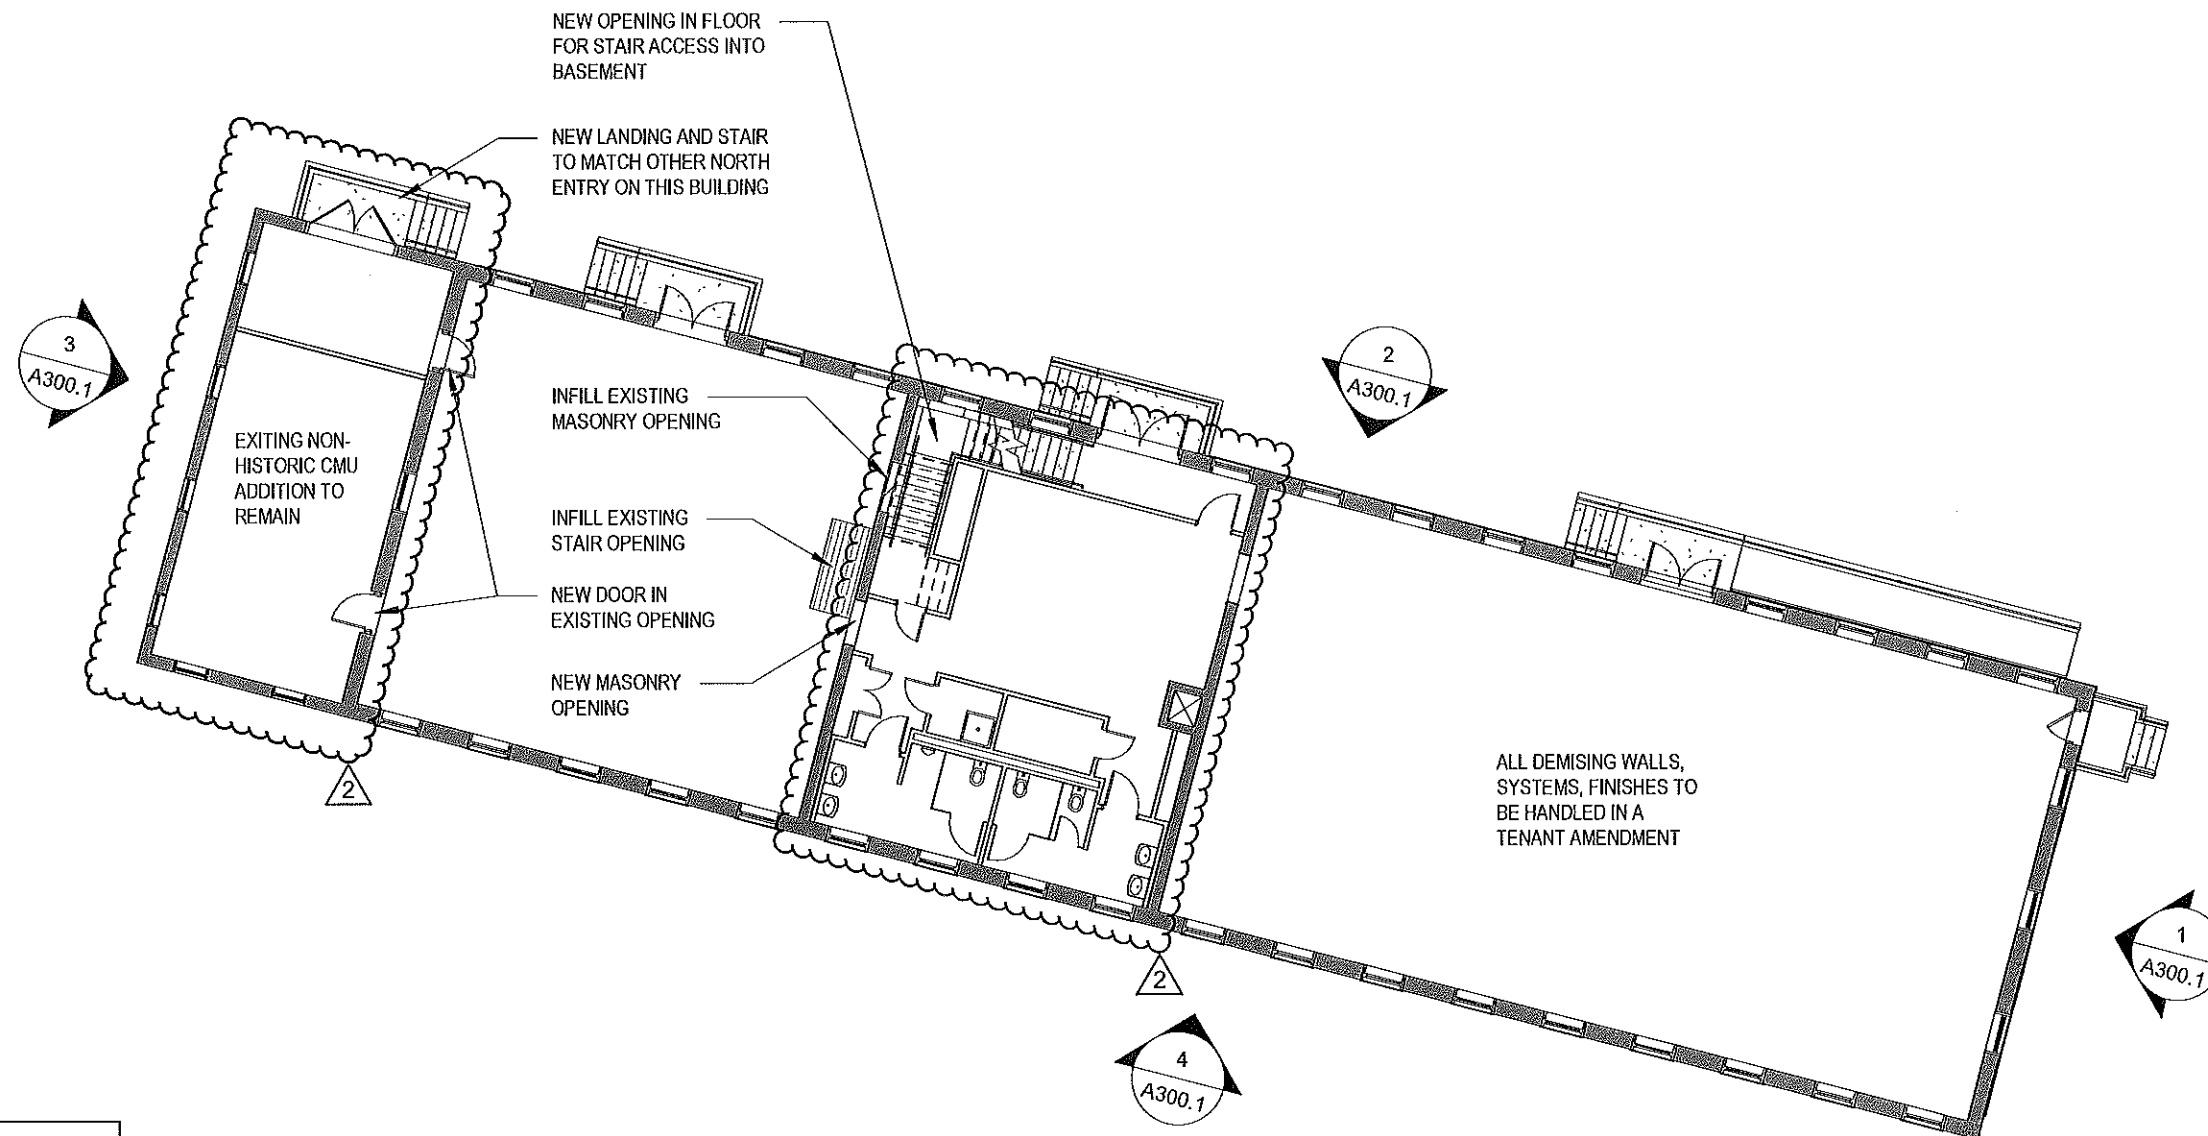 NEW OPENING IN FLOOR
FOR STAIR ACCESS INTO
BASEMENT
NEW LANDING AND STAIR
TO MATCH OTHER NORTH
ENTRY ON THIS BUILDING
3
A300.1
2
A300.1
INFILL EXISTING
MASONRY OPENING
EXITING NON-
HISTORIC CMU
ADDITION TO
REMAIN
INFILL EXISTING
STAIR OPENING
NEW DOOR IN
EXISTING OPENING
NEW MASONRY
OPENING
ALL DEMISING WALLS,
SYSTEMS, FINISHES TO
BE HANDLED IN A
TENANT AMENDMENT
2
2
1
A300.1
4
A300.1